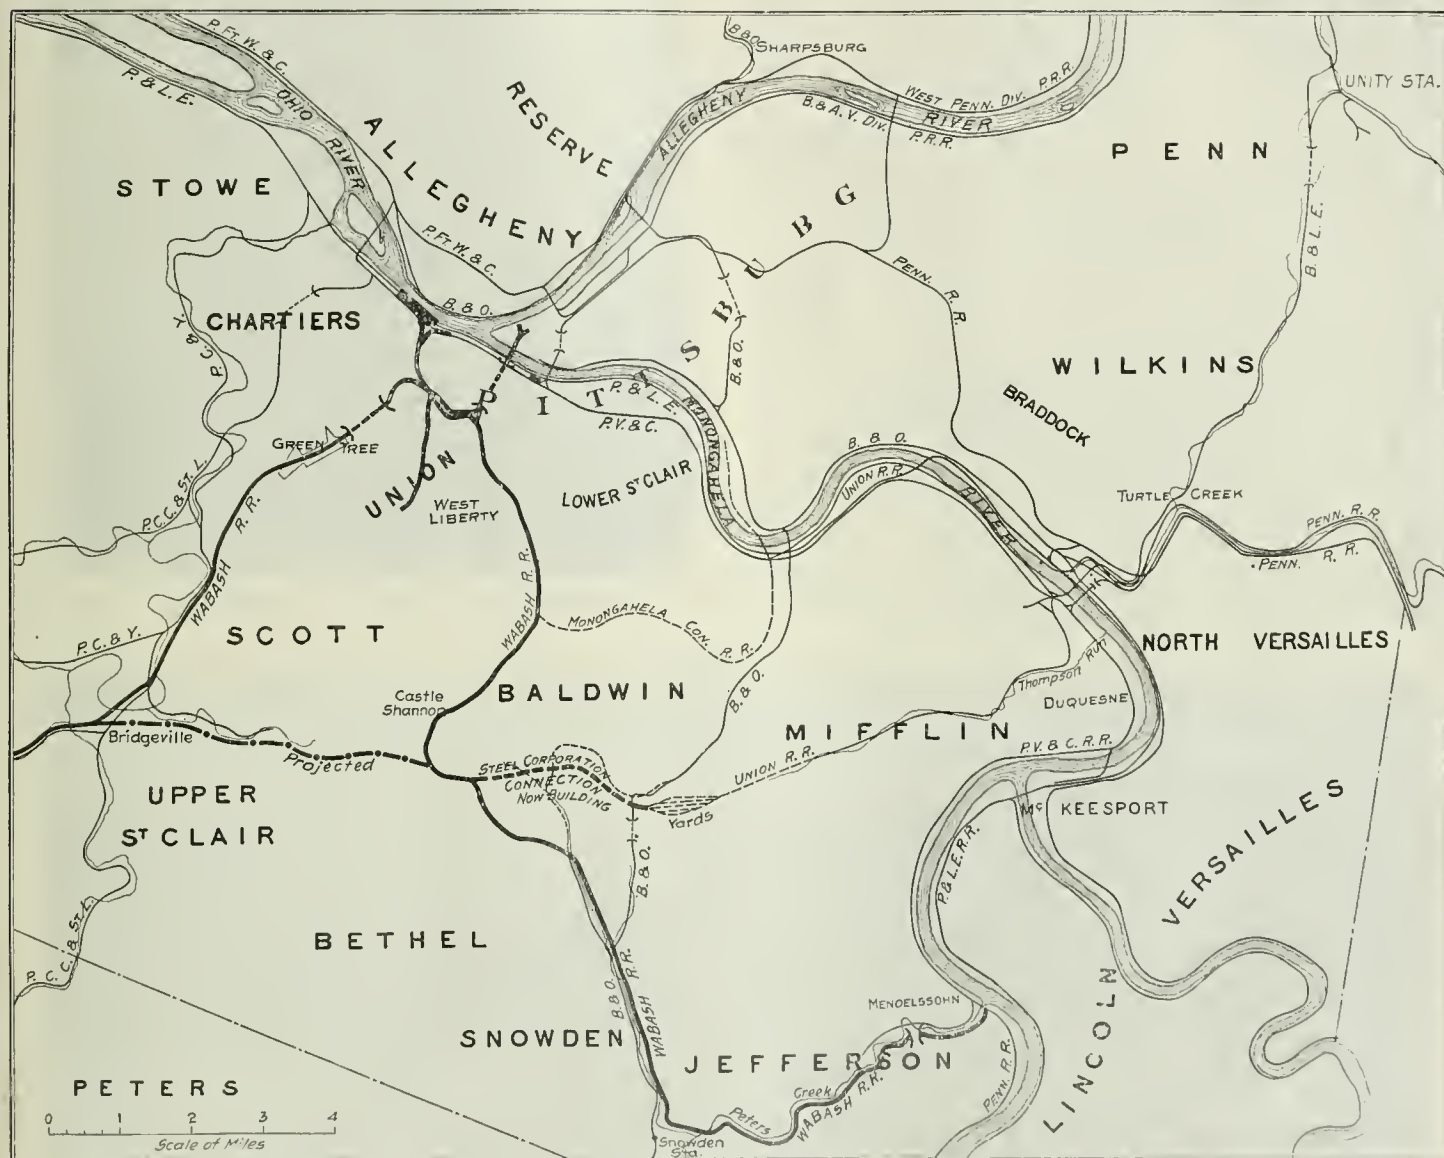 P. FT. W. & C.
P. & L. E.
OHIO RIVER
ALLEGHENY
RESERVE
B & O.
SHARPSBURG
ALLEGHENY RIVER
WEST PENN. DIV. P.R.R.
B. & A. V. DIV. P.R.R.
UNITY STA.
PENN
STOWE
P. FT. W. & C.
PITTSBURG
PENN. R. R.
B. & L. E.
CHARTIERS
P. C. & Y.
B. & O.
B. & O.
P. & L. E.
P. V. & C.
MONONGAHELA RIVER
WILKINS
BRADDOCK
GREEN TREE
UNION
WEST LIBERTY
LOWER ST CLAIR
B. & O.
UNION R. R.
TURTLE CREEK
PENN. R. R.
PENN. R. R.
P. C. C. & ST. L.
WABASH R. R.
WABASH R. R.
MONONGAHELA CON. R. R.
P. C. & Y.
SCOTT
NORTH VERSAILLES
Castle Shannon
BALDWIN
B. & O.
Thompson Run
DUQUESNE
MIFFLIN
Bridgeville
Projected
STEEL CORPORATION
CONNECTION
NOW BUILDING
UNION R. R.
P. V. & C. R. R.
Yards
UPPER
ST CLAIR
Mc KEESPORT
VERSAILLES
B. & O.
P. & L. E. R. R.
P. C. C. & ST. L.
BETHEL
B. & O.
WABASH R. R.
SNOWDEN
MENDELSSOHN
JEFFERSON
LINCOLN
PENN. R. R.
PETERS
Peters Creek
WABASH R. R.
Snowden
Sta.
0 1 2 3 4
Scale of Miles